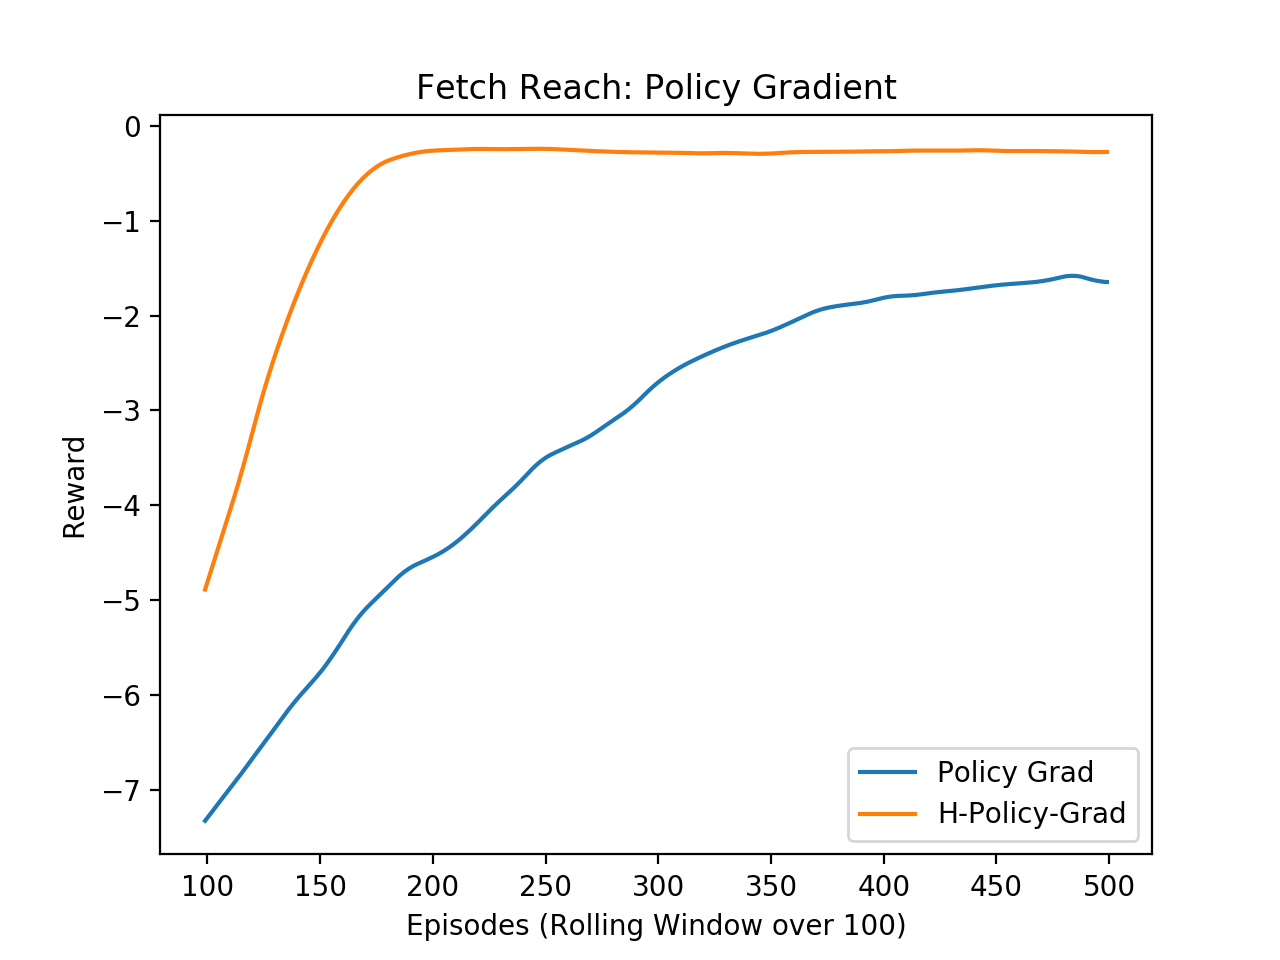 Fetch Reach: Policy Gradient
0
−1
−2
−3
−4
−5
−6
−7
Reward
Policy Grad
H-Policy-Grad
100 150 200 250 300 350 400 450 500
Episodes (Rolling Window over 100)